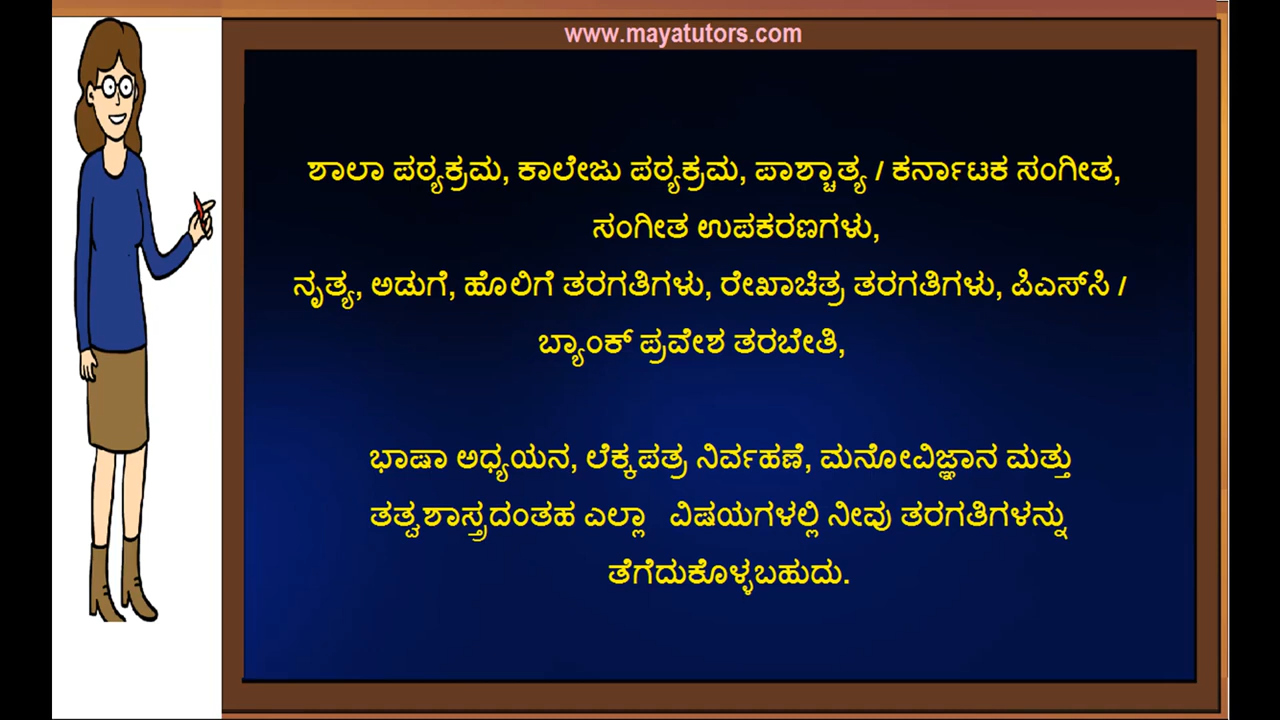 www.mayatutors.com
ಶಾಲಾ ಪಠ್ಯಕ್ರಮ, ಕಾಲೇಜು ಪಠ್ಯಕ್ರಮ, ಪಾಶ್ಚಾತ್ಯ / ಕರ್ನಾಟಕ ಸಂಗೀತ,
ಸಂಗೀತ ಉಪಕರಣಗಳು,
ನೃತ್ಯ, ಅಡುಗೆ, ಹೊಲಿಗೆ ತರಗತಿಗಳು, ರೇಖಾಚಿತ್ರ ತರಗತಿಗಳು, ಪಿಎಸ್‌ಸಿ /
ಬ್ಯಾಂಕ್ ಪ್ರವೇಶ ತರಬೇತಿ,
ಭಾಷಾ ಅಧ್ಯಯನ, ಲೆಕ್ಕಪತ್ರ ನಿರ್ವಹಣೆ, ಮನೋವಿಜ್ಞಾನ ಮತ್ತು
ತತ್ವಶಾಸ್ತ್ರದಂತಹ ಎಲ್ಲಾ ವಿಷಯಗಳಲ್ಲಿ ನೀವು ತರಗತಿಗಳನ್ನು
ತೆಗೆದುಕೊಳ್ಳಬಹುದು.